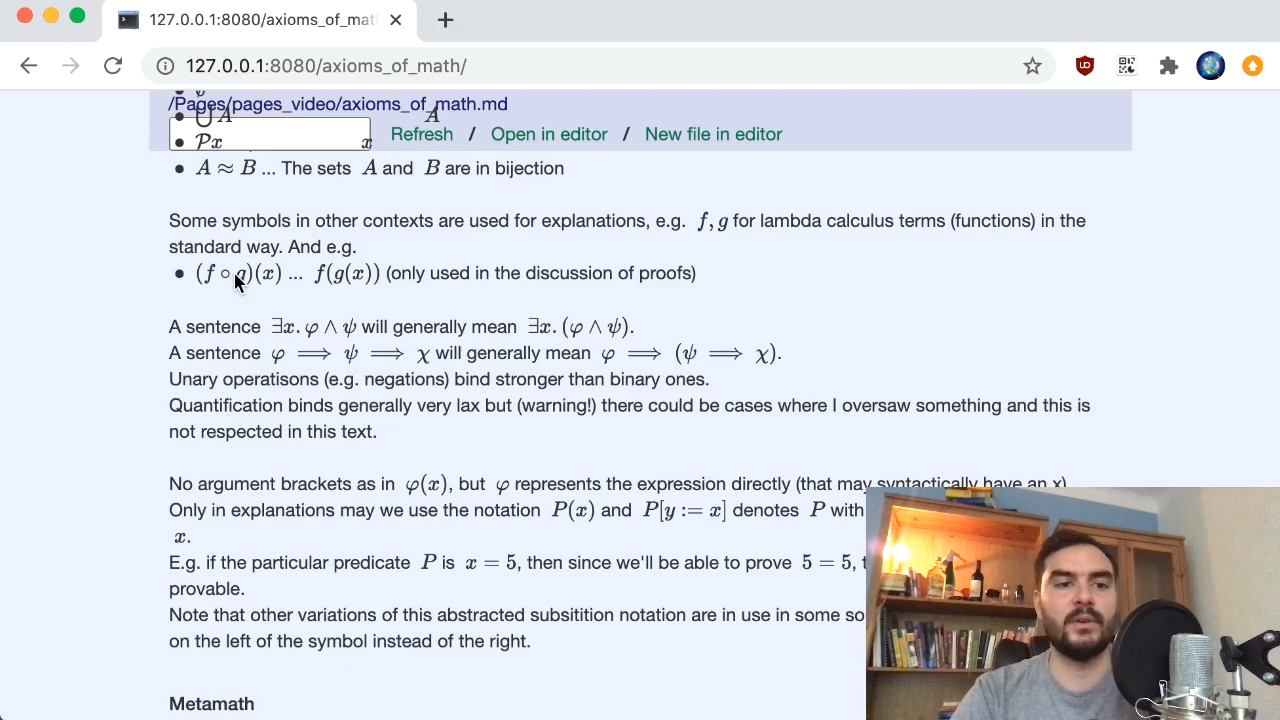 127.0.0.1:8080/axioms_of_mat
127.0.0.1:8080/axioms_of_math/
/Pages/pages_video/axioms_of_math.md
⋃A A
Refresh / Open in editor / New file in editor
• 𝒫x x
• A ≈ B ... The sets A and B are in bijection
Some symbols in other contexts are used for explanations, e.g. f, g for lambda calculus terms (functions) in the
standard way. And e.g.
• (f ∘ g)(x) ... f(g(x)) (only used in the discussion of proofs)
A sentence ∃x. φ ∧ ψ will generally mean ∃x. (φ ∧ ψ).
A sentence φ ⟹ ψ ⟹ χ will generally mean φ ⟹ (ψ ⟹ χ).
Unary operatisons (e.g. negations) bind stronger than binary ones.
Quantification binds generally very lax but (warning!) there could be cases where I oversaw something and this is
not respected in this text.
No argument brackets as in φ(x), but φ represents the expression directly (that may syntactically have an x)
Only in explanations may we use the notation P(x) and P[y := x] denotes P with
x.
E.g. if the particular predicate P is x = 5, then since we'll be able to prove 5 = 5,
provable.
Note that other variations of this abstracted subsitition notation are in use in some so
on the left of the symbol instead of the right.
Metamath